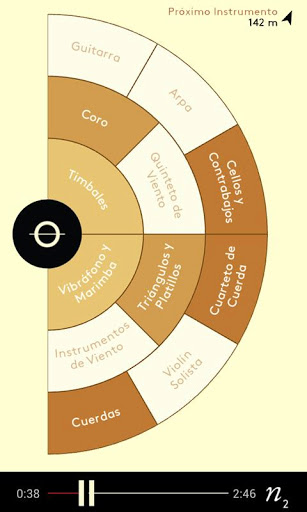 Próximo Instrumento
142 m
Guitarra
Arpa
Coro
Quinteto de
Viento
Cellos y
Contrabajos
Timbales
Vibráfono y
Marimba
Triángulos y
Platillos
Cuarteto de
Cuerda
Instrumentos
de Viento
Violín
Solista
Cuerdas
0:38
2:46
n2